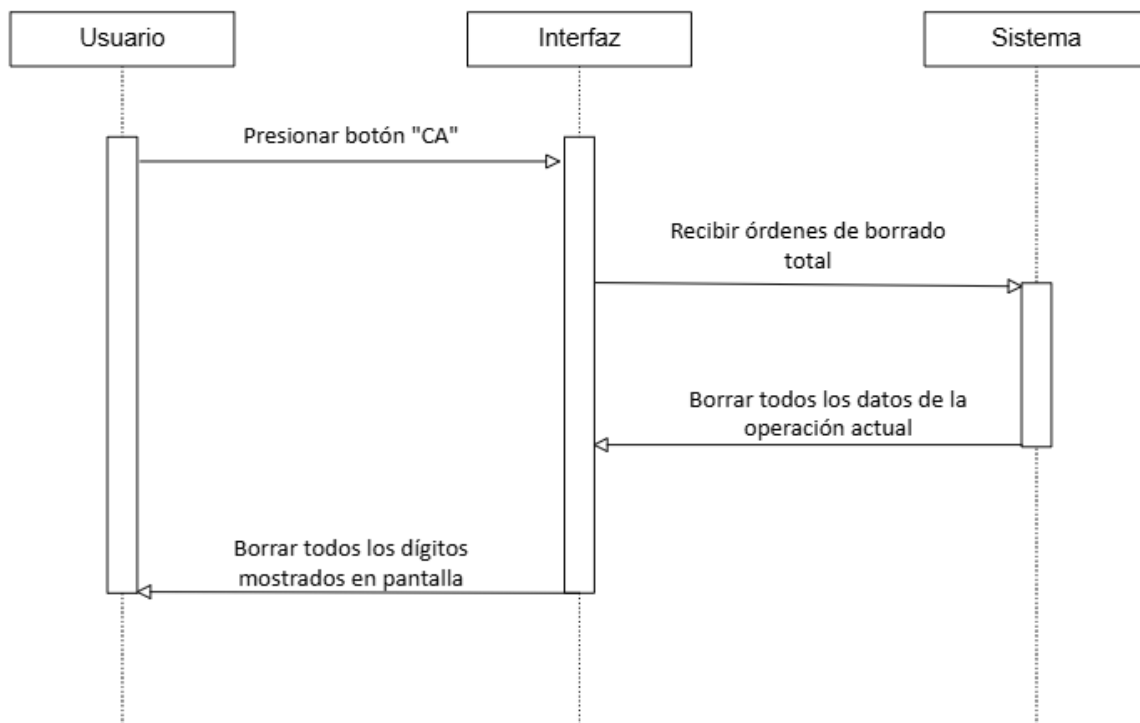 Usuario
Interfaz
Sistema
Presionar botón "CA"
Recibir órdenes de borrado
total
Borrar todos los datos de la
operación actual
Borrar todos los dígitos
mostrados en pantalla